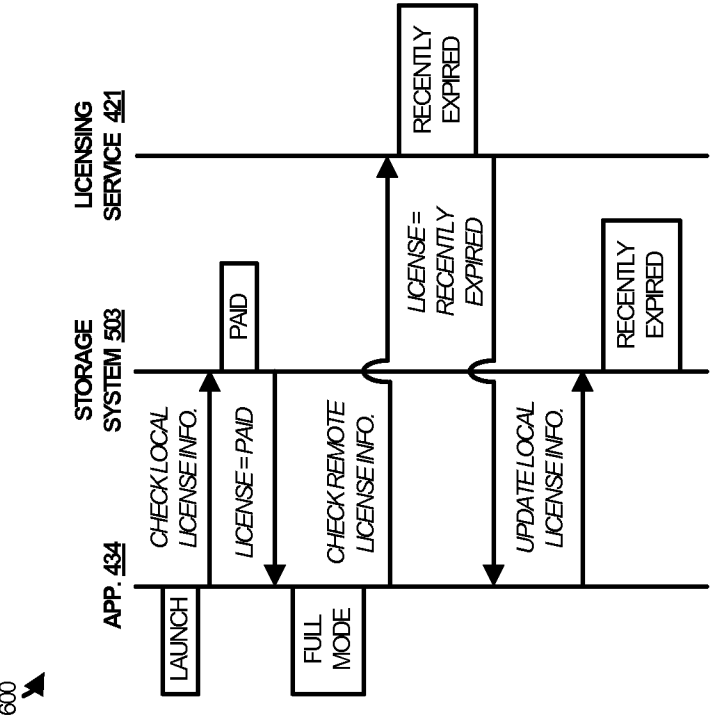 600
APP. 434
STORAGE
SYSTEM 503
LICENSING
SERVICE 421
LAUNCH
CHECK LOCAL
LICENSE INFO.
PAID
LICENSE = PAID
FULL
MODE
CHECK REMOTE
LICENSE INFO.
RECENTLY
EXPIRED
LICENSE =
RECENTLY
EXPIRED
UPDATE LOCAL
LICENSE INFO.
RECENTLY
EXPIRED